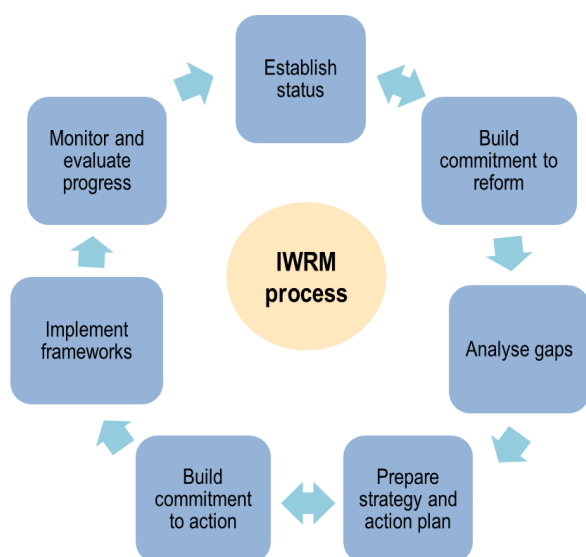 Establish
status
Build
commitment to
reform
Analyse gaps
Prepare
strategy and
action plan
Build
commitment
to action
Implement
frameworks
Monitor and
evaluate
progress
IWRM
process